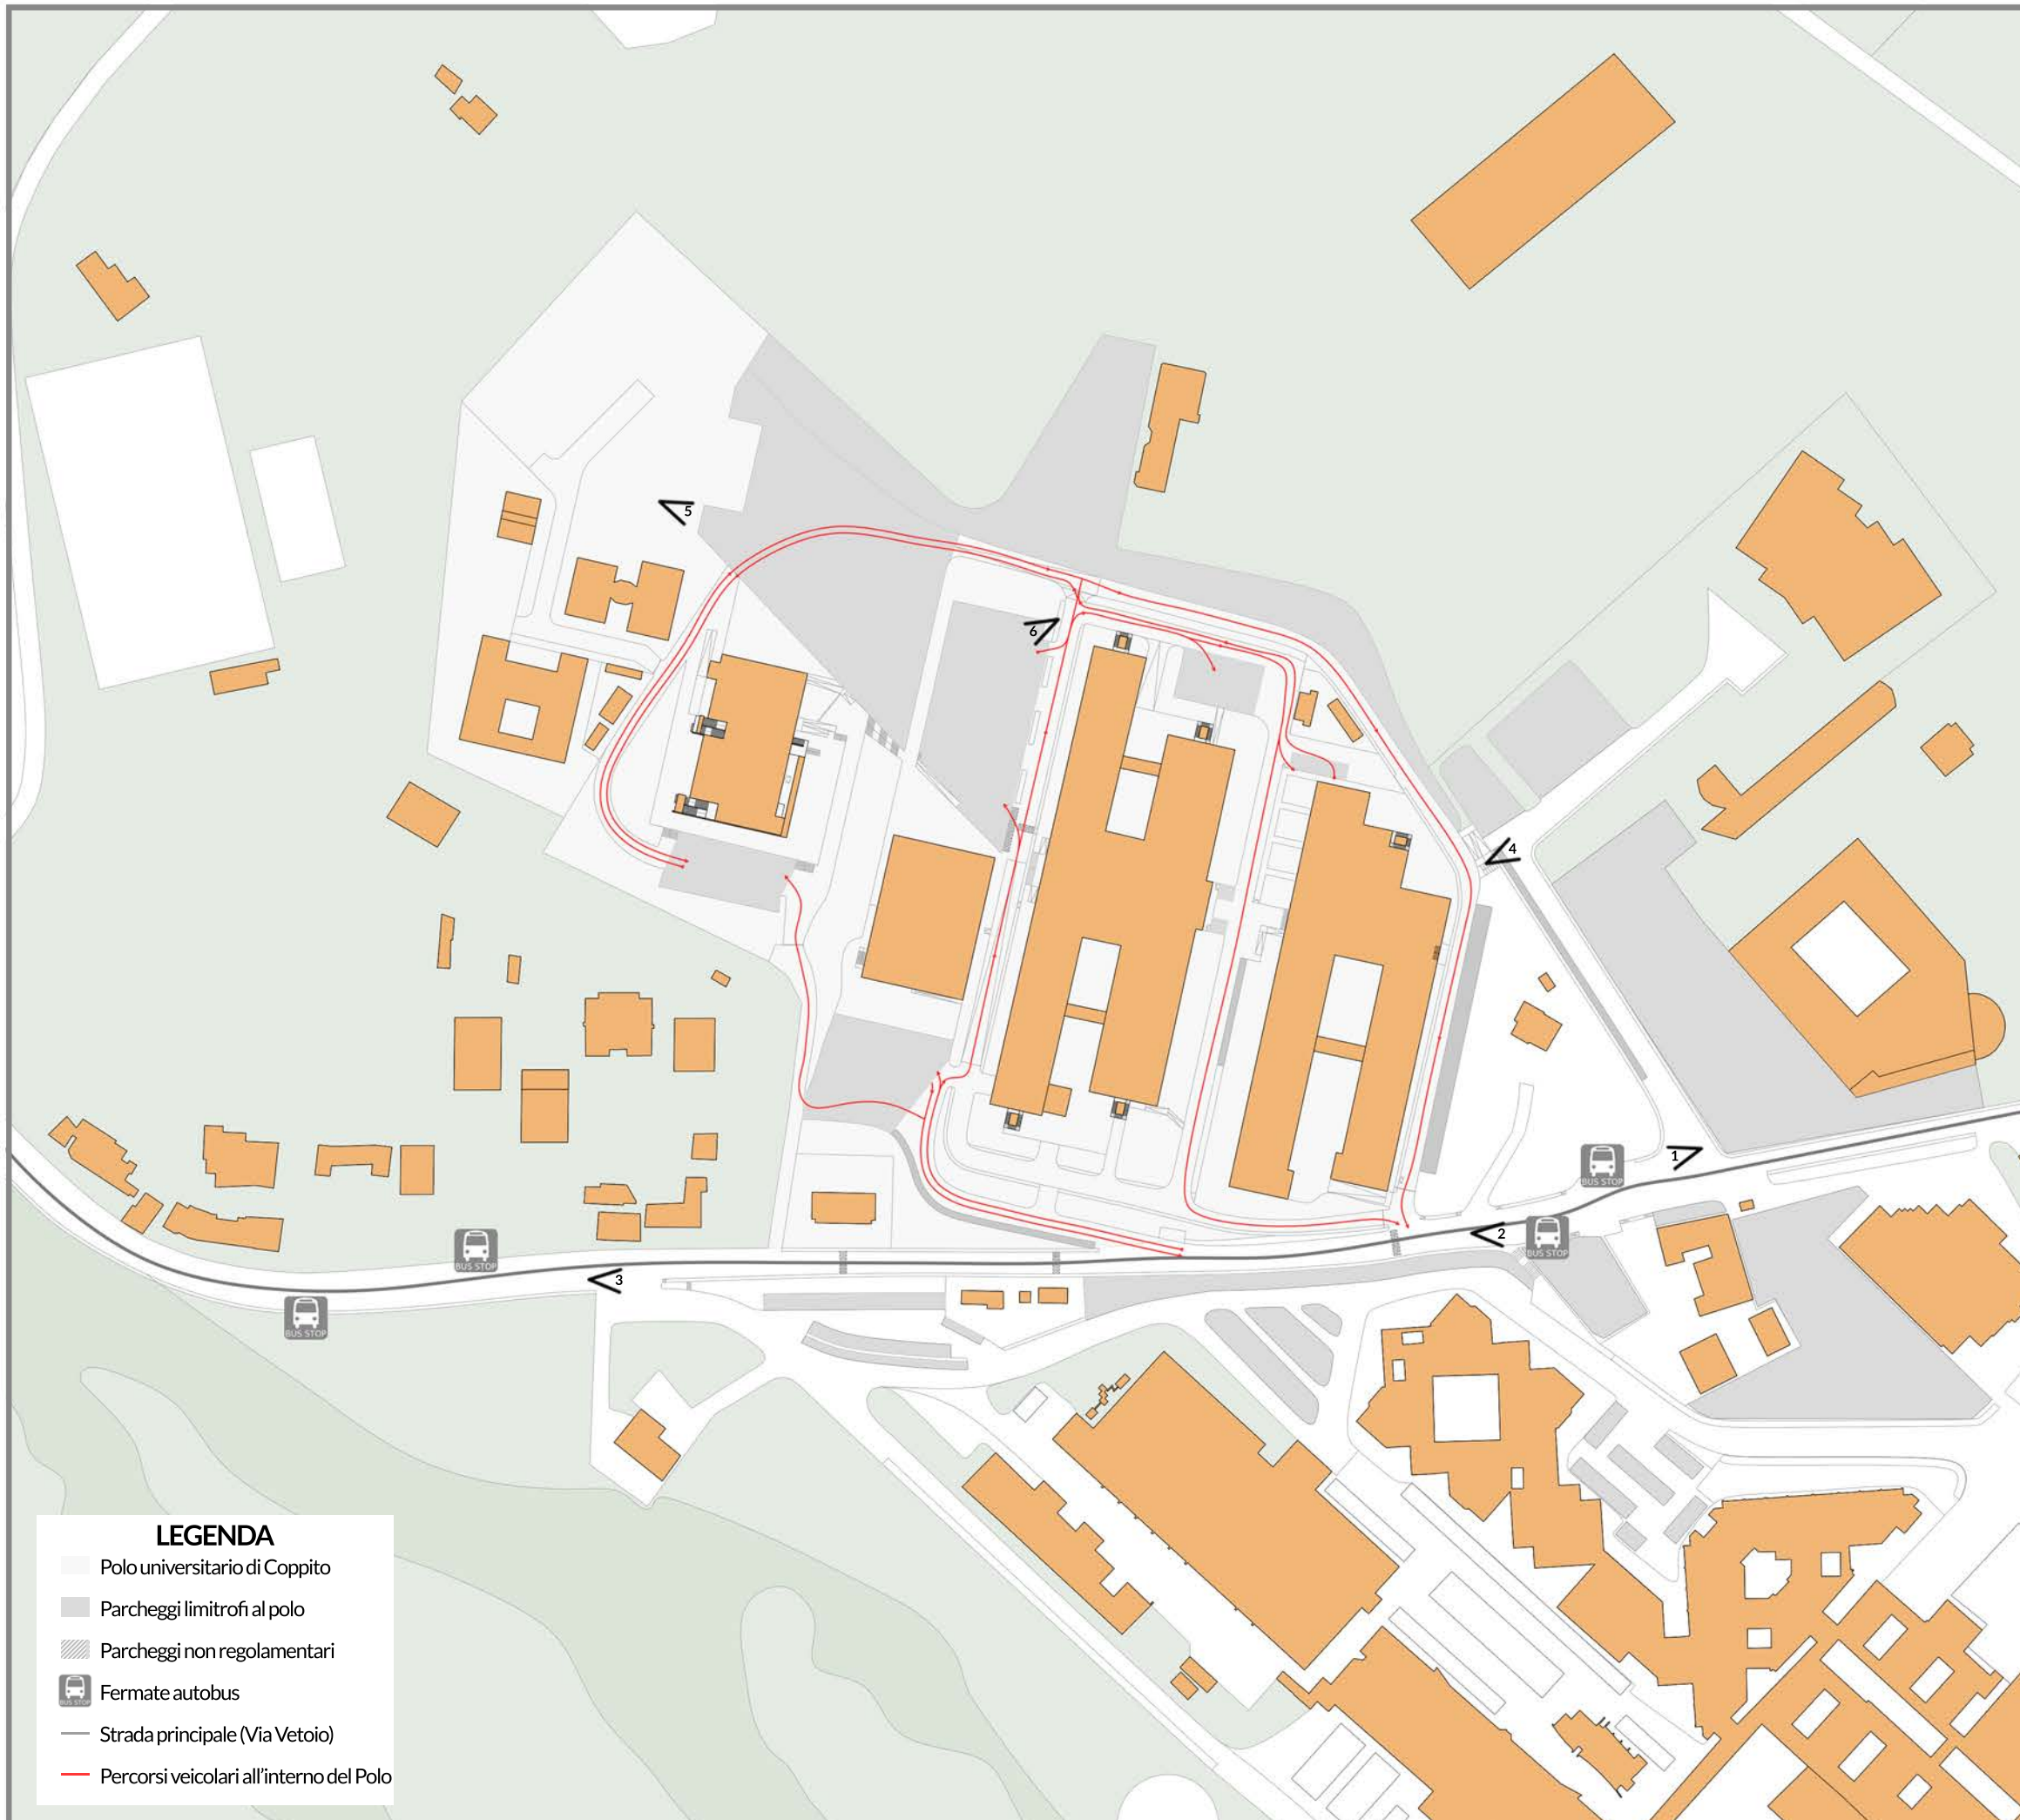 5
6
4
1
BUS STOP
2
BUS STOP
BUS STOP
3
BUS STOP
LEGENDA
Polo universitario di Coppito
Parcheggi limitrofi al polo
Parcheggi non regolamentari
BUS STOP
Fermate autobus
Strada principale (Via Vetoio)
Percorsi veicolari all'interno del Polo